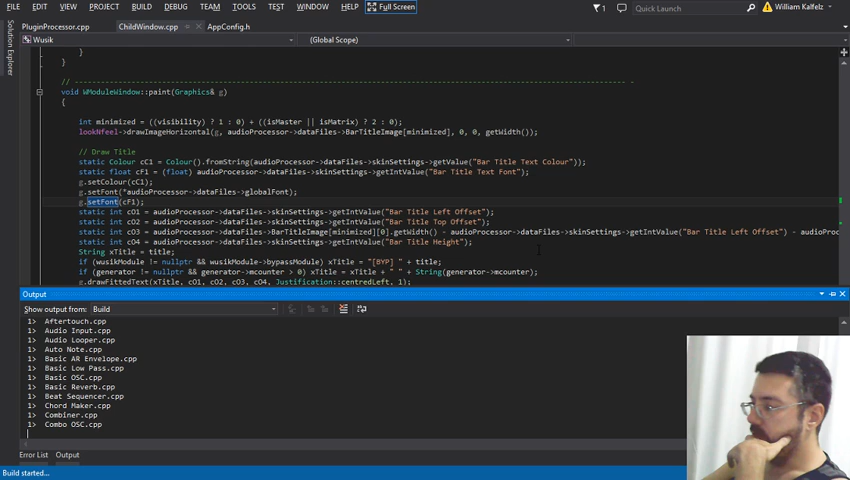 FILE EDIT VIEW PROJECT BUILD DEBUG TEAM TOOLS TEST WINDOW HELP Full Screen 1 Quick Launch William Kalfelz
PluginProcessor.cpp ChildWindow.cpp AppConfig.h
Solution Explorer
Wusik (Global Scope)
}
}
// ---------------------------------------------------------------------------------------------------- -
void WModuleWindow::paint(Graphics& g)
{
int minimized = ((visibility) ? 1 : 0) + ((isMaster || isMatrix) ? 2 : 0);
lookNfeel->drawImageHorizontal(g, audioProcessor->dataFiles->BarTitleImage[minimized], 0, 0, getWidth());
// Draw Title
static Colour cC1 = Colour().fromString(audioProcessor->dataFiles->skinSettings->getValue("Bar Title Text Colour"));
static float cF1 = (float) audioProcessor->dataFiles->skinSettings->getIntValue("Bar Title Text Font");
g.setColour(cC1);
g.setFont(*audioProcessor->dataFiles->globalFont);
g.setFont(cF1);
static int cO1 = audioProcessor->dataFiles->skinSettings->getIntValue("Bar Title Left Offset");
static int cO2 = audioProcessor->dataFiles->skinSettings->getIntValue("Bar Title Top Offset");
static int cO3 = audioProcessor->dataFiles->BarTitleImage[minimized][0].getWidth() - audioProcessor->dataFiles->skinSettings->getIntValue("Bar Title Left Offset") - audioProcessor->
static int cO4 = audioProcessor->dataFiles->skinSettings->getIntValue("Bar Title Height");
String xTitle = title;
if (wusikModule != nullptr && wusikModule->bypassModule) xTitle = "[BYP] " + title;
if (generator != nullptr && generator->mcounter > 0) xTitle = xTitle + " " + String(generator->mcounter);
g.drawFittedText(xTitle, cO1, cO2, cO3, cO4, Justification::centredLeft, 1);
Output
Show output from: Build
1> Aftertouch.cpp
1> Audio Input.cpp
1> Audio Looper.cpp
1> Auto Note.cpp
1> Basic AR Envelope.cpp
1> Basic Low Pass.cpp
1> Basic OSC.cpp
1> Basic Reverb.cpp
1> Beat Sequencer.cpp
1> Chord Maker.cpp
1> Combiner.cpp
1> Combo OSC.cpp
Error List Output
Build started...